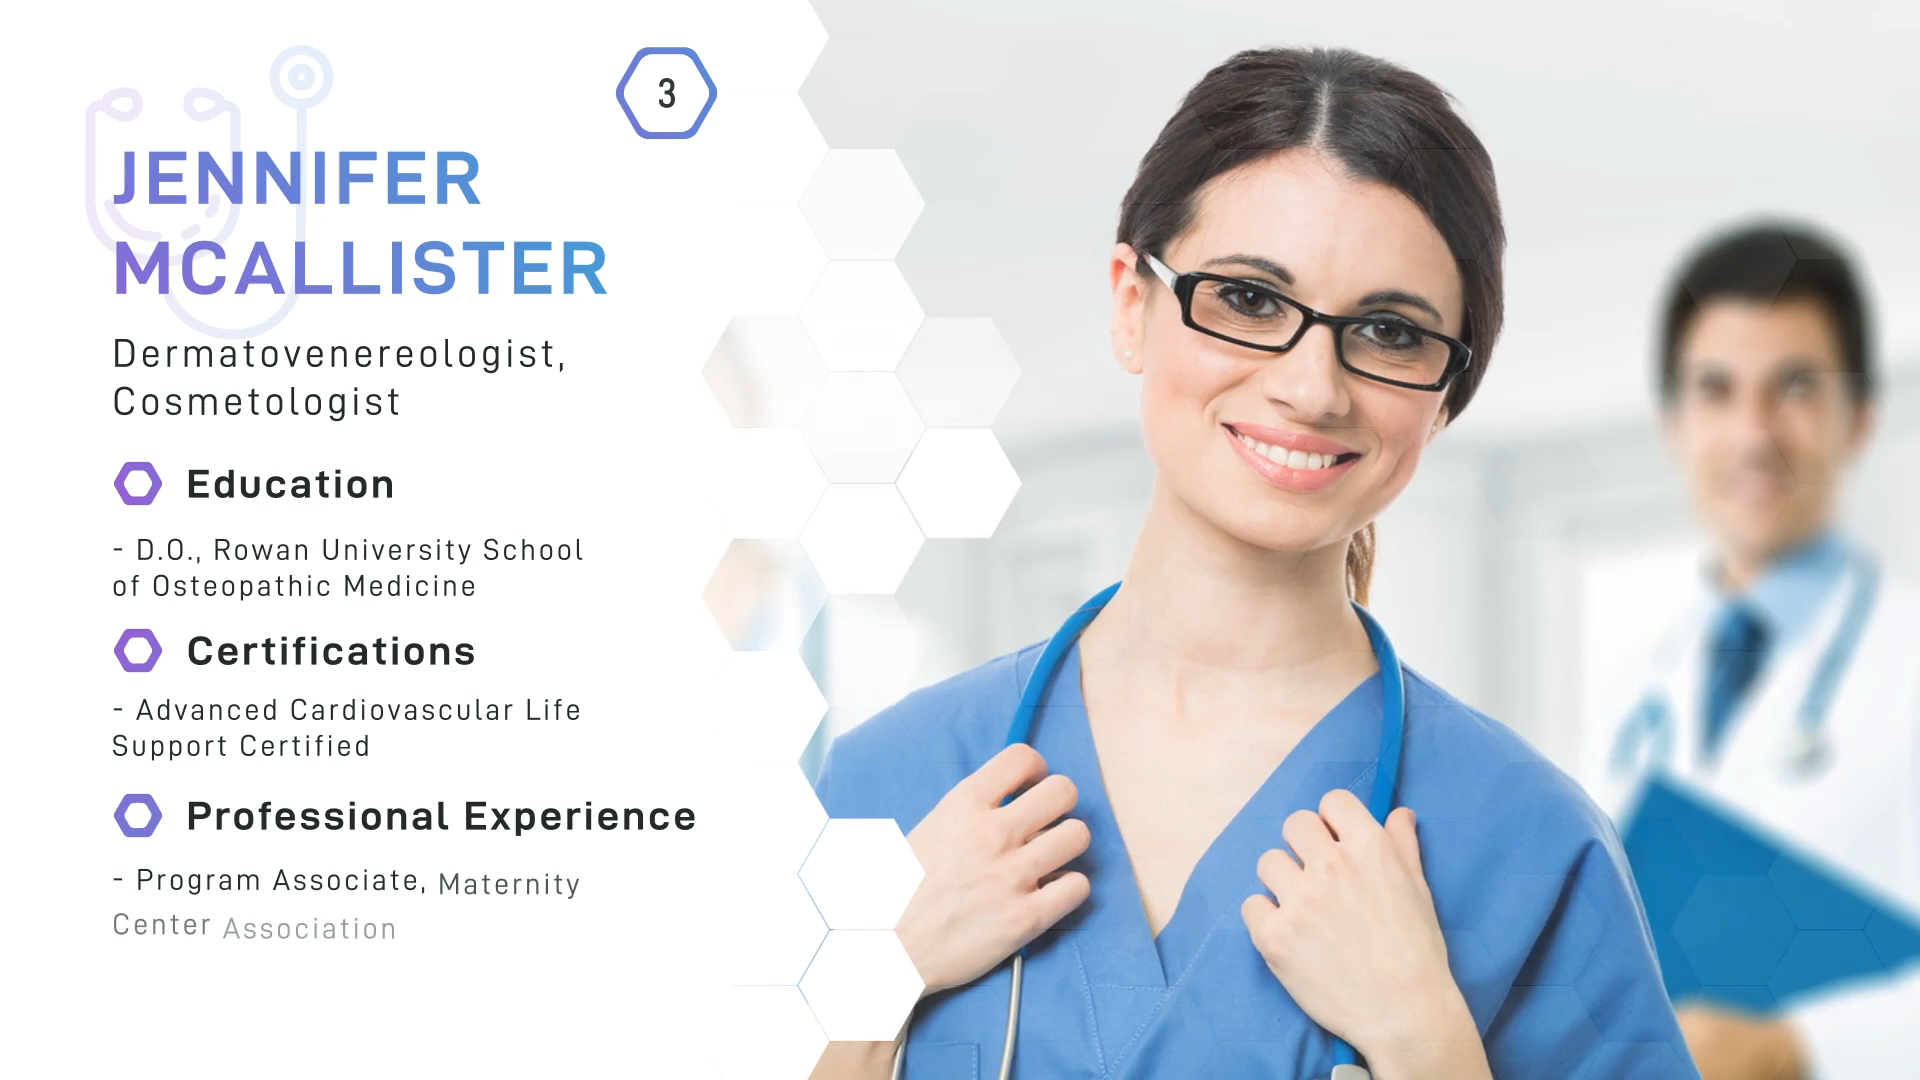 3
JENNIFER
MCALLISTER
Dermatovenereologist,
Cosmetologist
Education
- D.O., Rowan University School
of Osteopathic Medicine
Certifications
- Advanced Cardiovascular Life
Support Certified
Professional Experience
- Program Associate, Maternity
Center Association